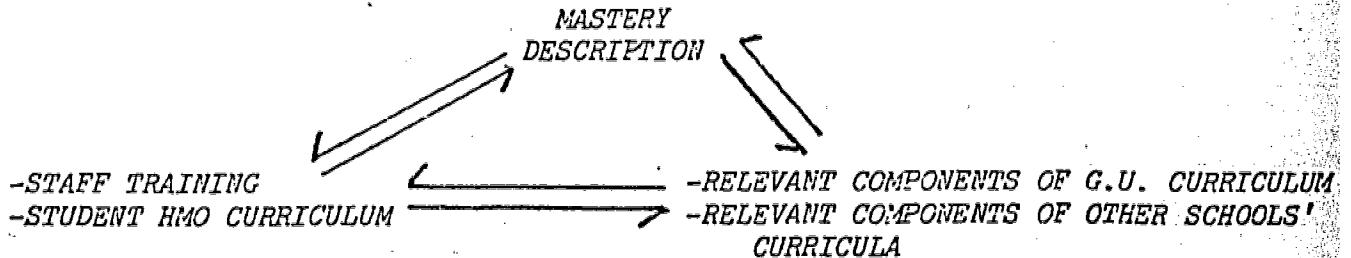 MASTERY
DESCRIPTION
-STAFF TRAINING
-STUDENT HMO CURRICULUM
-RELEVANT COMPONENTS OF G.U. CURRICULUM
-RELEVANT COMPONENTS OF OTHER SCHOOLS'
CURRICULA